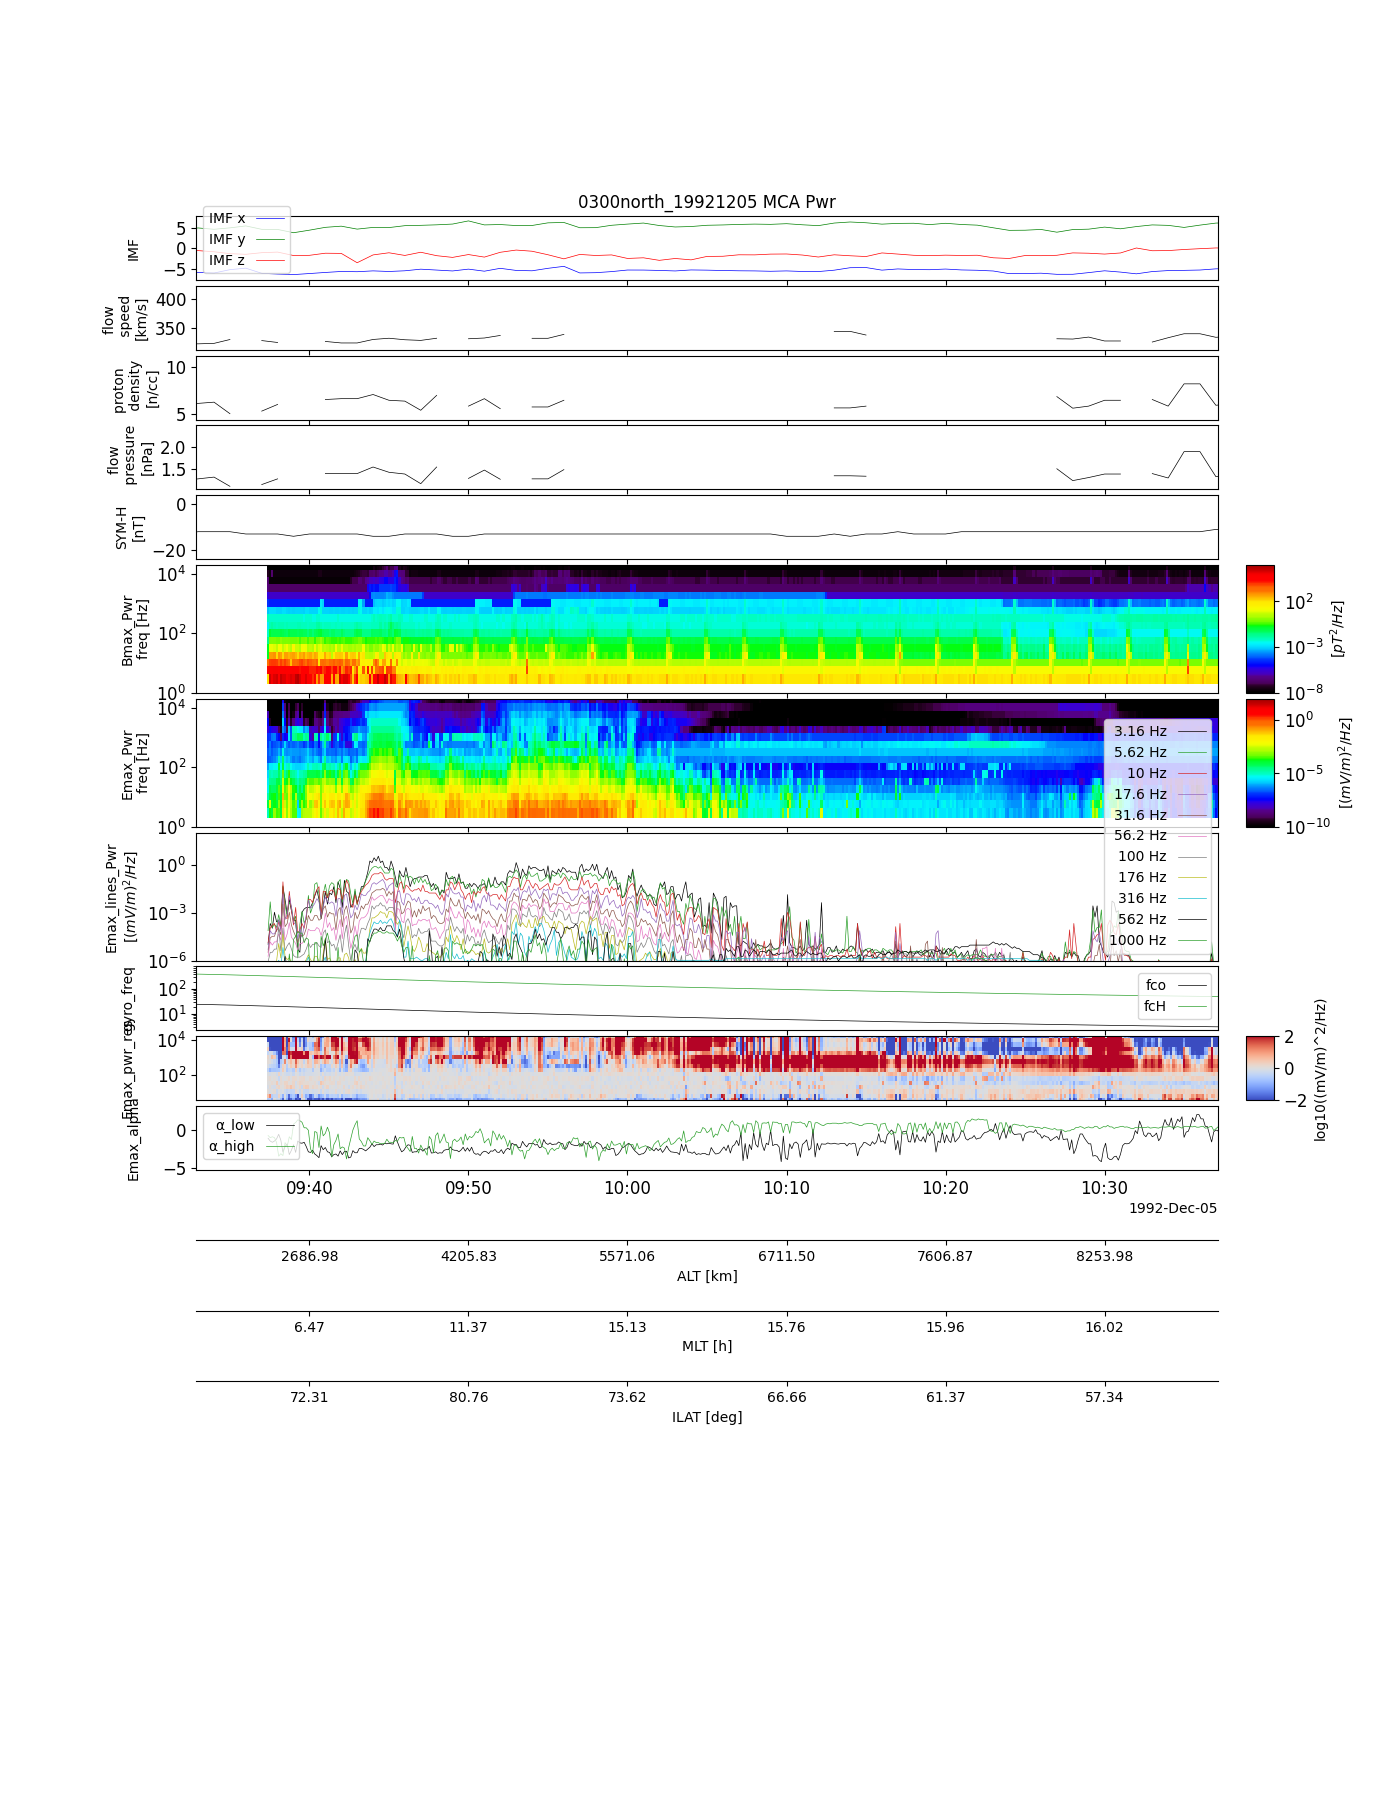 0300north_19921205 MCA Pwr
IMF
5
0
−5
IMF x
IMF y
IMF z
flow
speed
[km/s]
400
350
proton
density
[n/cc]
10
5
flow
pressure
[nPa]
2.0
1.5
SYM-H
[nT]
0
−20
Bmax_Pwr
freq [Hz]
10^4
10^2
10^0
10^2
10^−3
10^−8
[pT^2/Hz]
Emax_Pwr
freq [Hz]
10^4
10^2
10^0
10^0
10^−5
10^−10
[(mV/m)^2/Hz]
3.16 Hz
5.62 Hz
10 Hz
17.6 Hz
31.6 Hz
56.2 Hz
100 Hz
176 Hz
316 Hz
562 Hz
1000 Hz
Emax_lines_Pwr
[(mV/m)^2/Hz]
10^0
10^−3
10^−6
gyro_freq
10^2
10^1
fco
fcH
Emax_pwr_reg
10^4
10^2
2
0
−2
log10((mV/m)^2/Hz)
Emax_alpha
0
−5
α_low
α_high
09:40 09:50 10:00 10:10 10:20 10:30
1992-Dec-05
2686.98 4205.83 5571.06 6711.50 7606.87 8253.98
ALT [km]
6.47 11.37 15.13 15.76 15.96 16.02
MLT [h]
72.31 80.76 73.62 66.66 61.37 57.34
ILAT [deg]